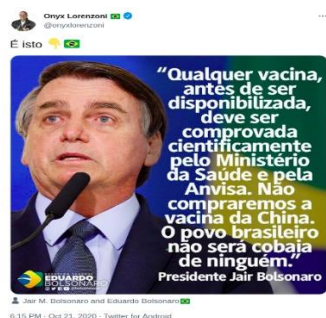 Onyx Lorenzoni
@onyxlorenzoni
É isto
“Qualquer vacina,
antes de ser
disponibilizada,
deve ser
comprovada
cientificamente
pelo Ministério
da Saúde e pela
Anvisa. Não
compraremos a
vacina da China.
O povo brasileiro
não será cobaia
de ninguém.”
Presidente Jair Bolsonaro
EDUARDO
BOLSONARO
Jair M. Bolsonaro and Eduardo Bolsonaro
6:15 PM · Oct 21, 2020 · Twitter for Android